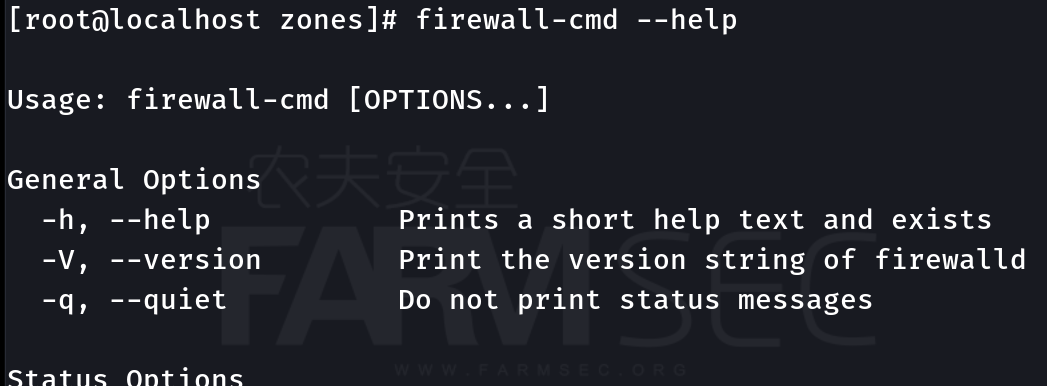 [root@localhost zones]# firewall-cmd --help
Usage: firewall-cmd [OPTIONS...]
农夫安全
General Options
-h, --help Prints a short help text and exists
-V, --version Print the version string of firewalld
-q, --quiet Do not print status messages
FARMSEC
WWW.FARMSEC.ORG
Status Options